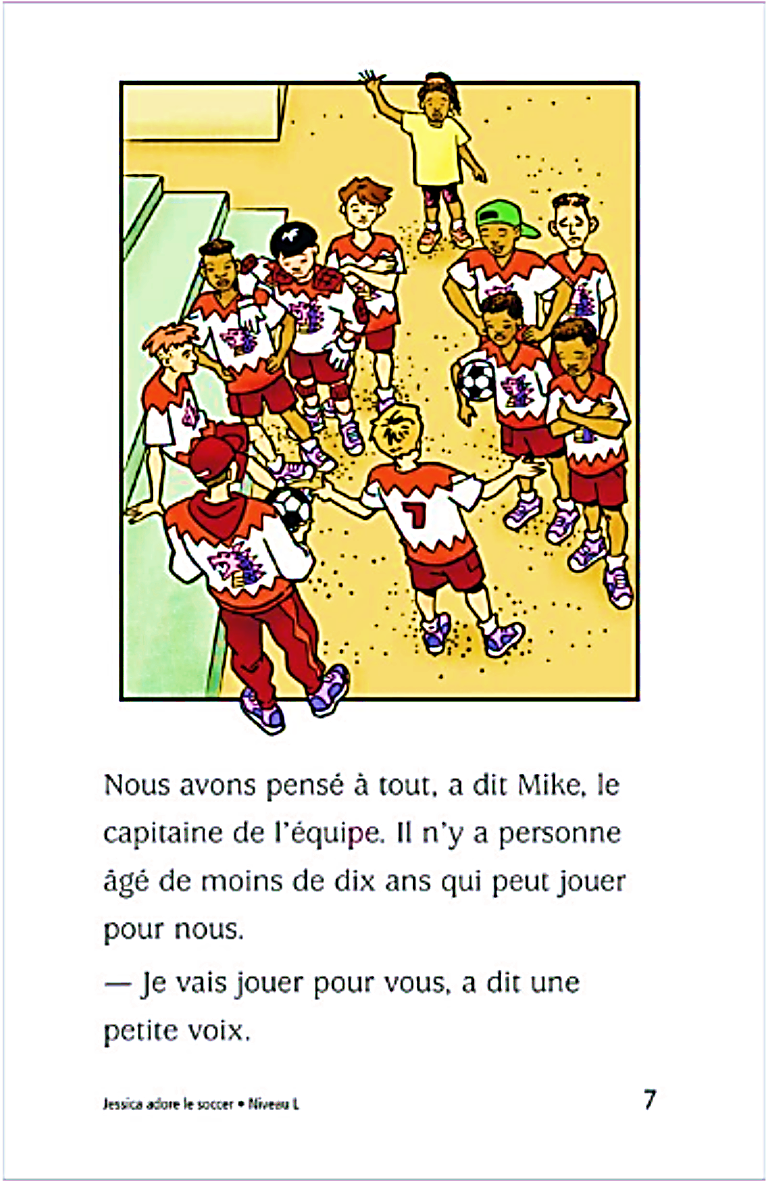 7
Nous avons pensé à tout, a dit Mike, le
capitaine de l'équipe. Il n'y a personne
âgé de moins de dix ans qui peut jouer
pour nous.
— Je vais jouer pour vous, a dit une
petite voix.
Jessica adore le soccer • Niveau L
7